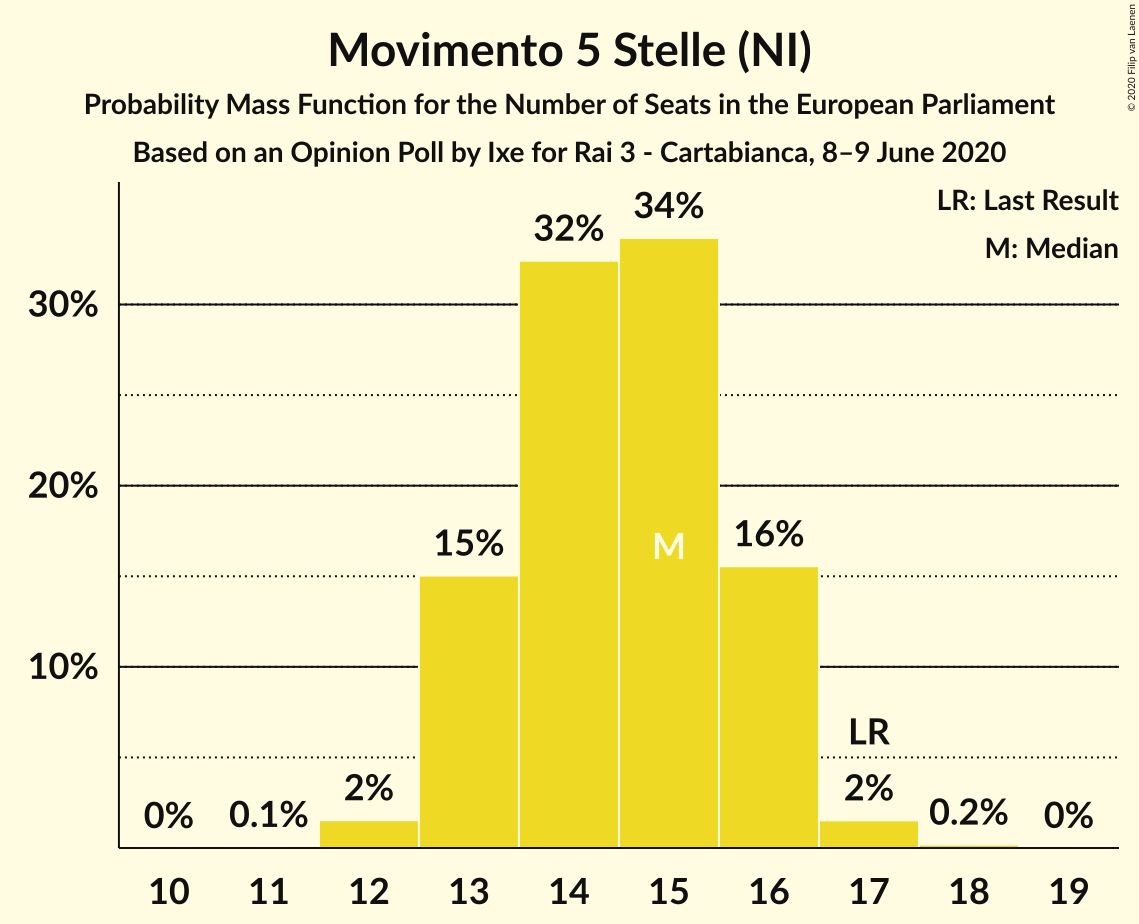 Movimento 5 Stelle (NI)
Probability Mass Function for the Number of Seats in the European Parliament
Based on an Opinion Poll by Ixe for Rai 3 - Cartabianca, 8–9 June 2020
© 2020 Filip van Laenen
LR: Last Result
M: Median
30%
20%
10%
0%
0.1%
2%
15%
32%
34%
M
16%
LR
2%
0.2%
0%
10 11 12 13 14 15 16 17 18 19